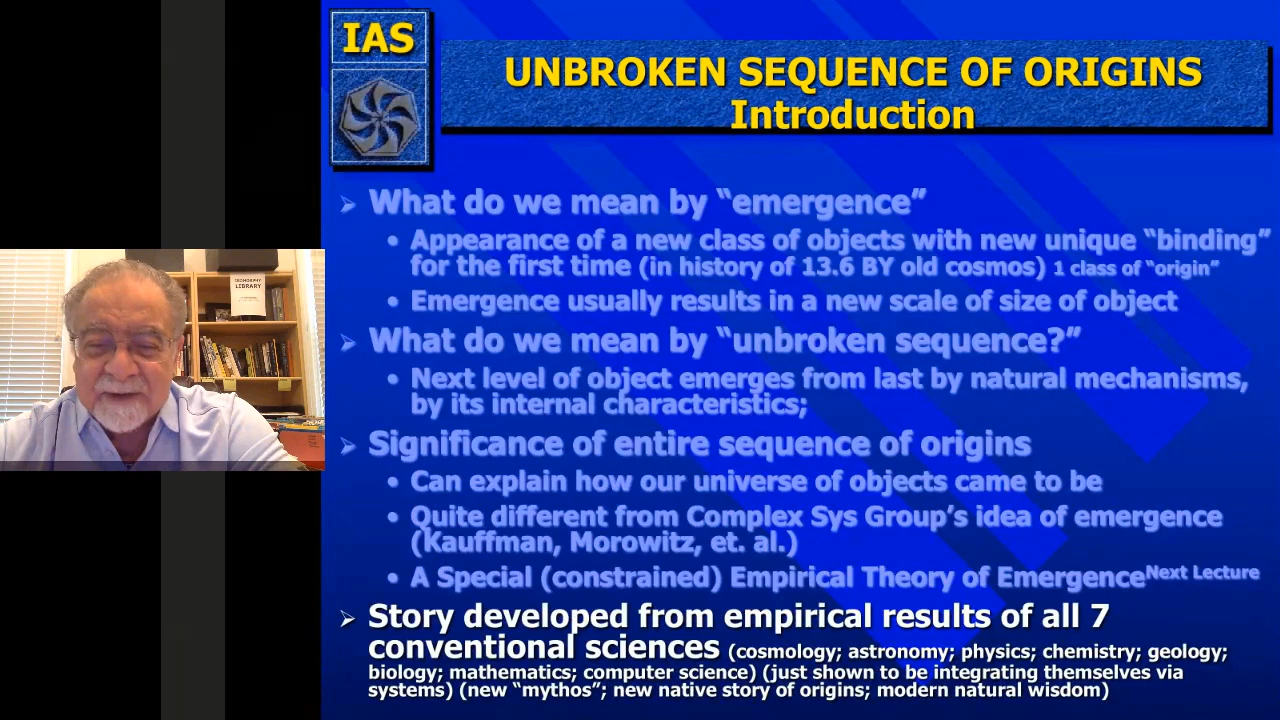 IAS
UNBROKEN SEQUENCE OF ORIGINS
Introduction
What do we mean by “emergence”
Appearance of a new class of objects with new unique “binding”
for the first time (in history of 13.6 BY old cosmos) 1 class of “origin”
Emergence usually results in a new scale of size of object
What do we mean by “unbroken sequence?”
Next level of object emerges from last by natural mechanisms,
by its internal characteristics;
Significance of entire sequence of origins
Can explain how our universe of objects came to be
Quite different from Complex Sys Group’s idea of emergence
(Kauffman, Morowitz, et. al.)
A Special (constrained) Empirical Theory of Emergence Next Lecture
Story developed from empirical results of all 7
conventional sciences (cosmology; astronomy; physics; chemistry; geology;
biology; mathematics; computer science) (just shown to be integrating themselves via
systems) (new “mythos”; new native story of origins; modern natural wisdom)
LIBRARY